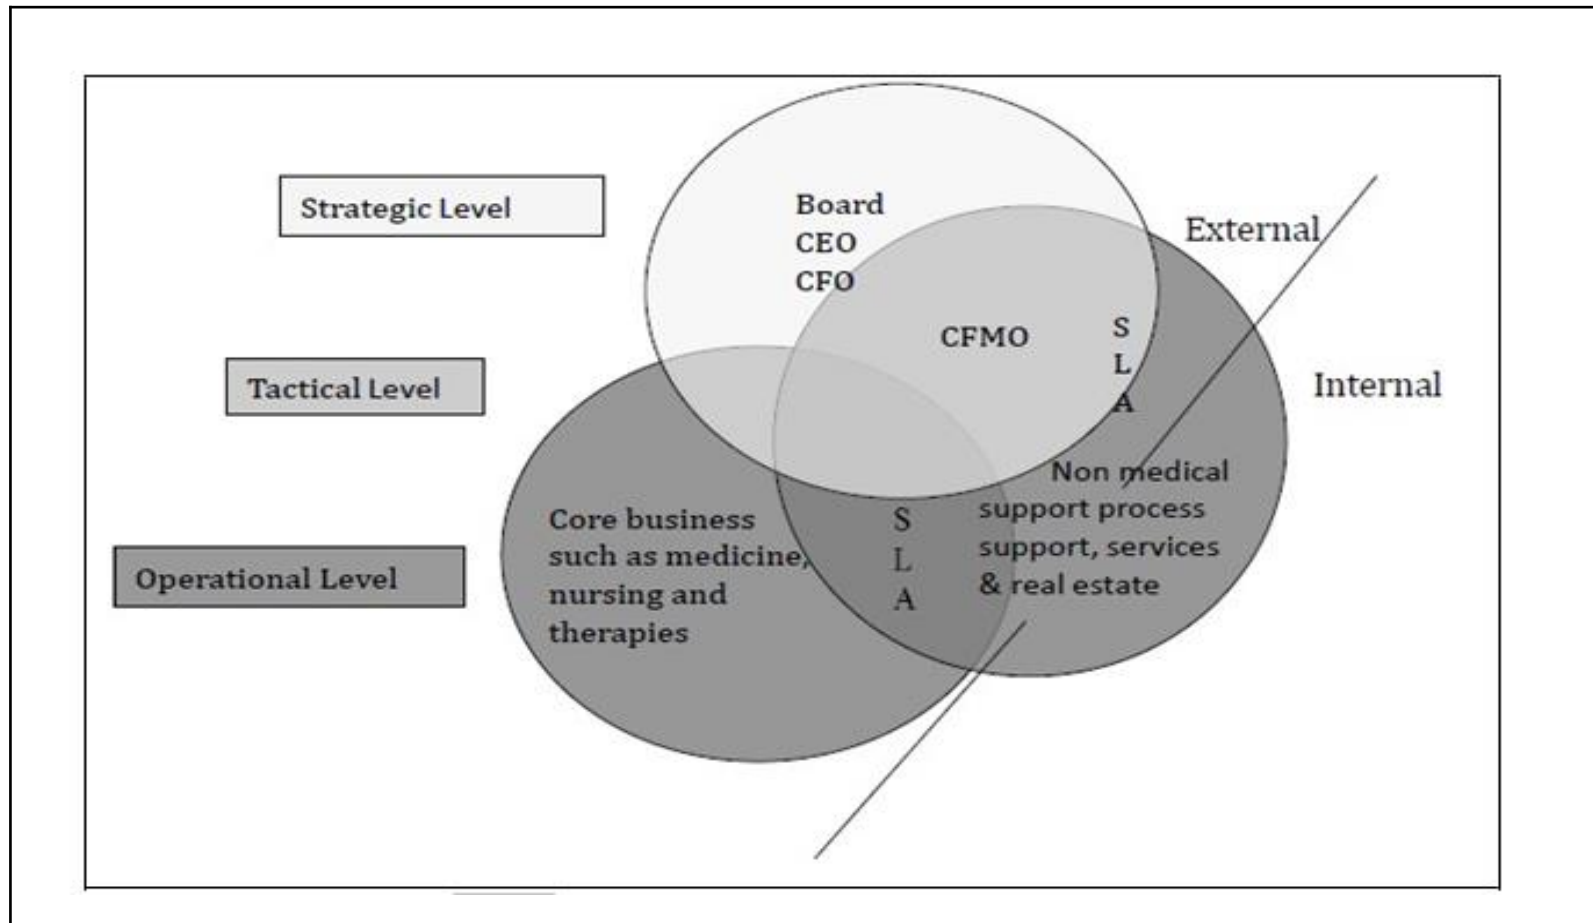 Strategic Level
Board
CEO
CFO
External
CFMO
S
L
A
Tactical Level
Internal
Core business
such as medicine,
nursing and
therapies
S
L
A
Non medical
support process
support, services
& real estate
Operational Level